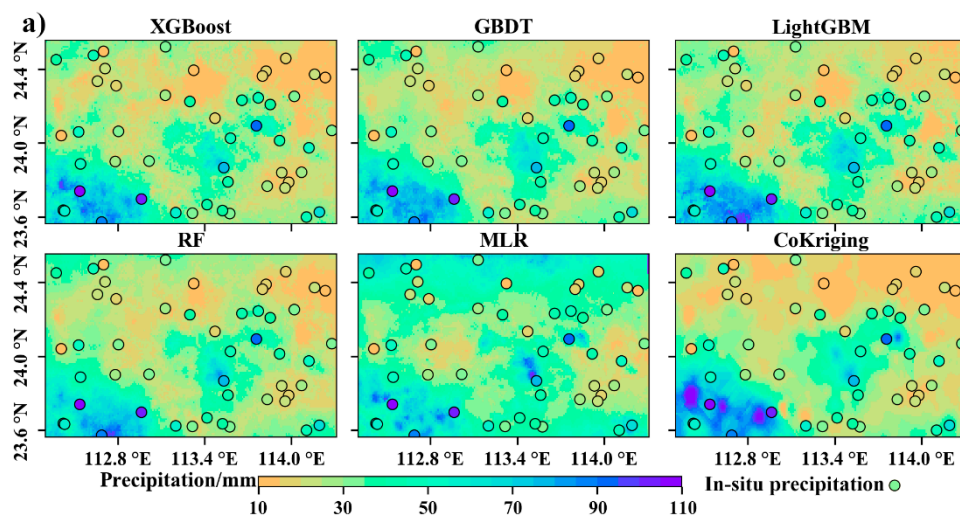 a)
XGBoost GBDT LightGBM
24.4 °N
24.0 °N
23.6 °N
RF MLR CoKriging
24.4 °N
24.0 °N
23.6 °N
112.8 °E 113.4 °E 114.0 °E 112.8 °E 113.4 °E 114.0 °E 112.8 °E 113.4 °E 114.0 °E
Precipitation/mm In-situ precipitation
10 30 50 70 90 110